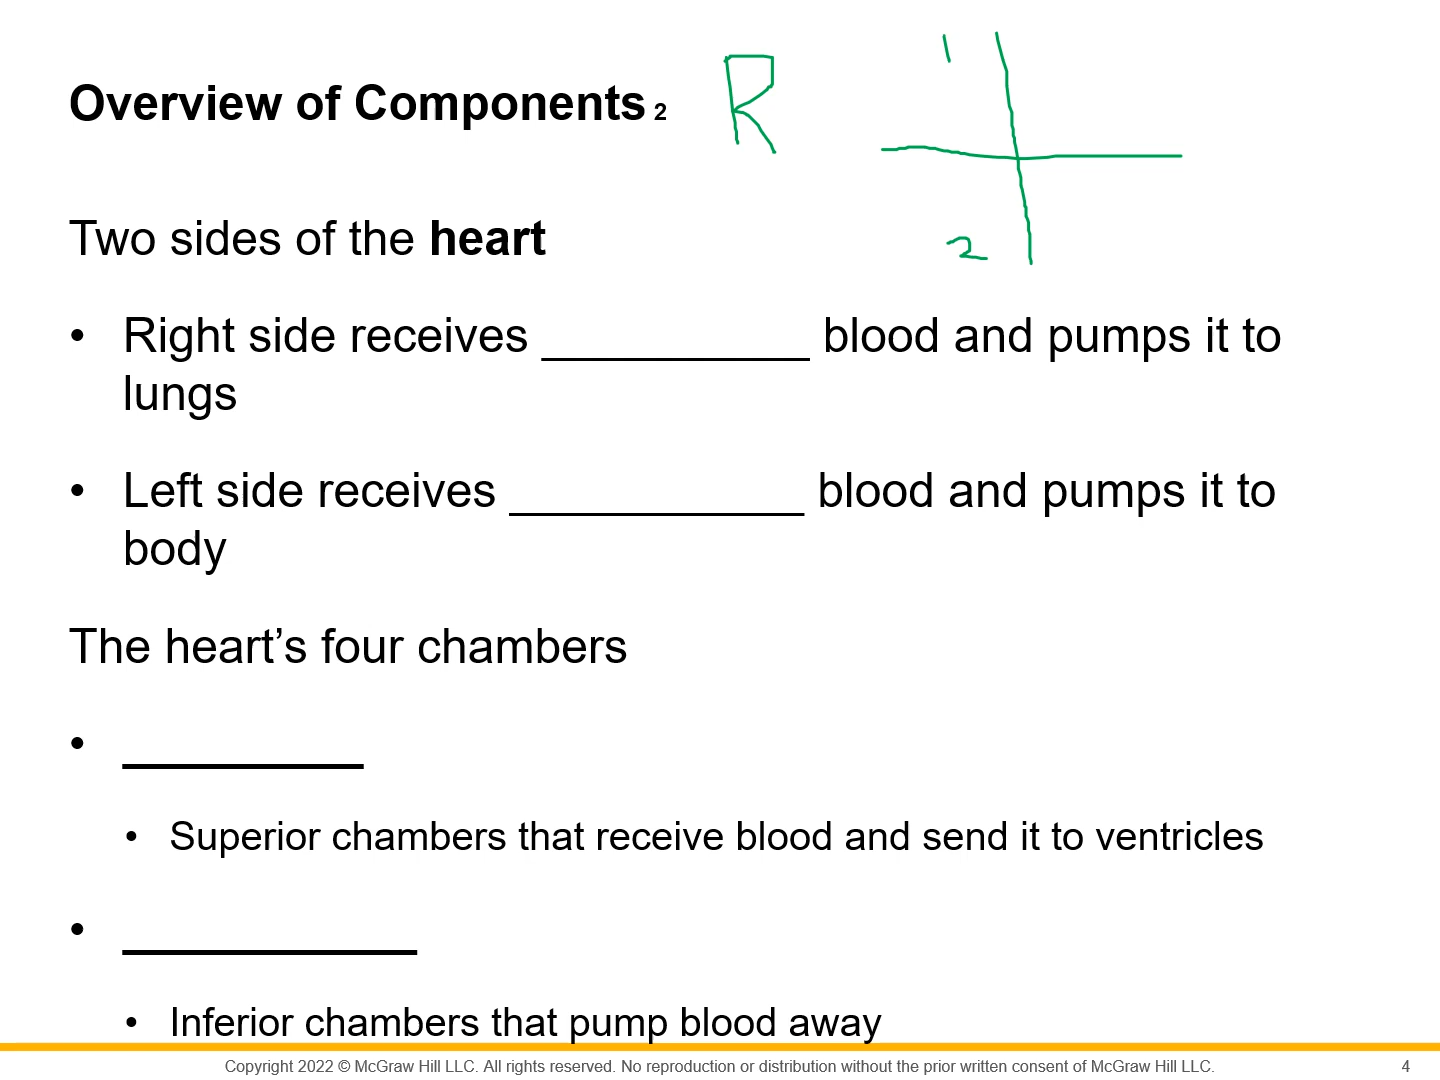 Overview of Components 2
R
1
2
Two sides of the heart
• Right side receives __________ blood and pumps it to
lungs
• Left side receives ___________ blood and pumps it to
body
The heart’s four chambers
• _________
• Superior chambers that receive blood and send it to ventricles
• ___________
• Inferior chambers that pump blood away
Copyright 2022 © McGraw Hill LLC. All rights reserved. No reproduction or distribution without the prior written consent of McGraw Hill LLC.
4